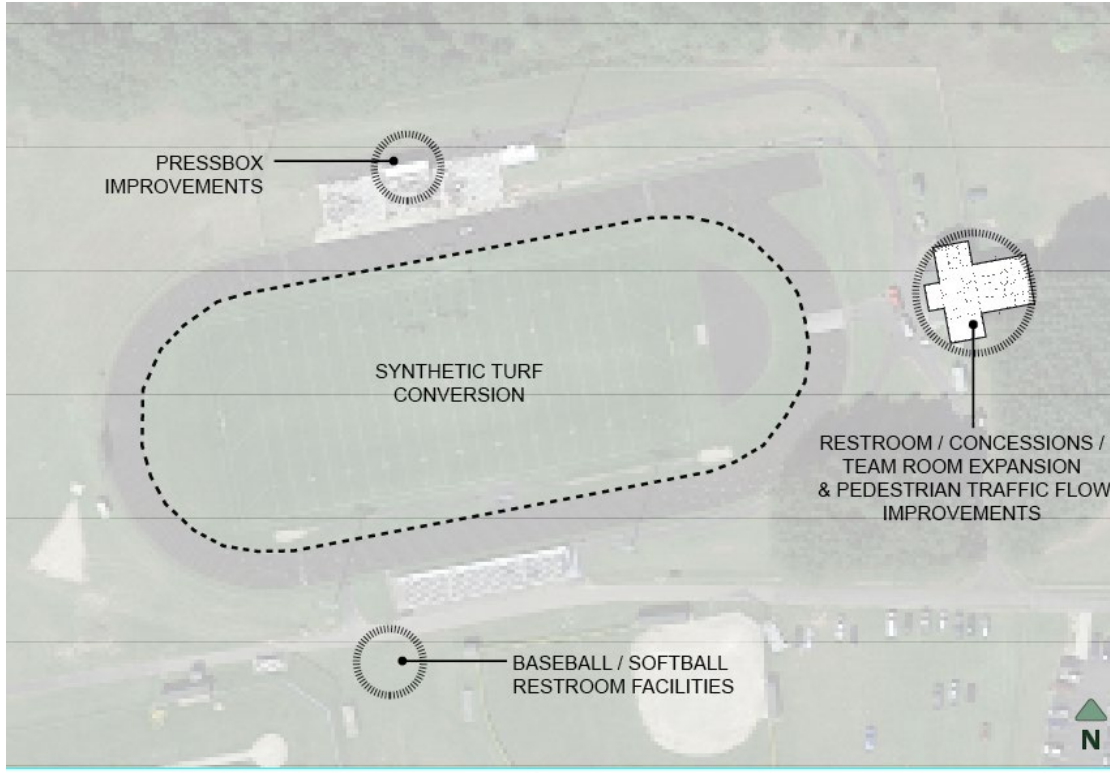 PRESSBOX
IMPROVEMENTS
SYNTHETIC TURF
CONVERSION
RESTROOM / CONCESSIONS /
TEAM ROOM EXPANSION
& PEDESTRIAN TRAFFIC FLOW
IMPROVEMENTS
BASEBALL / SOFTBALL
RESTROOM FACILITIES
N